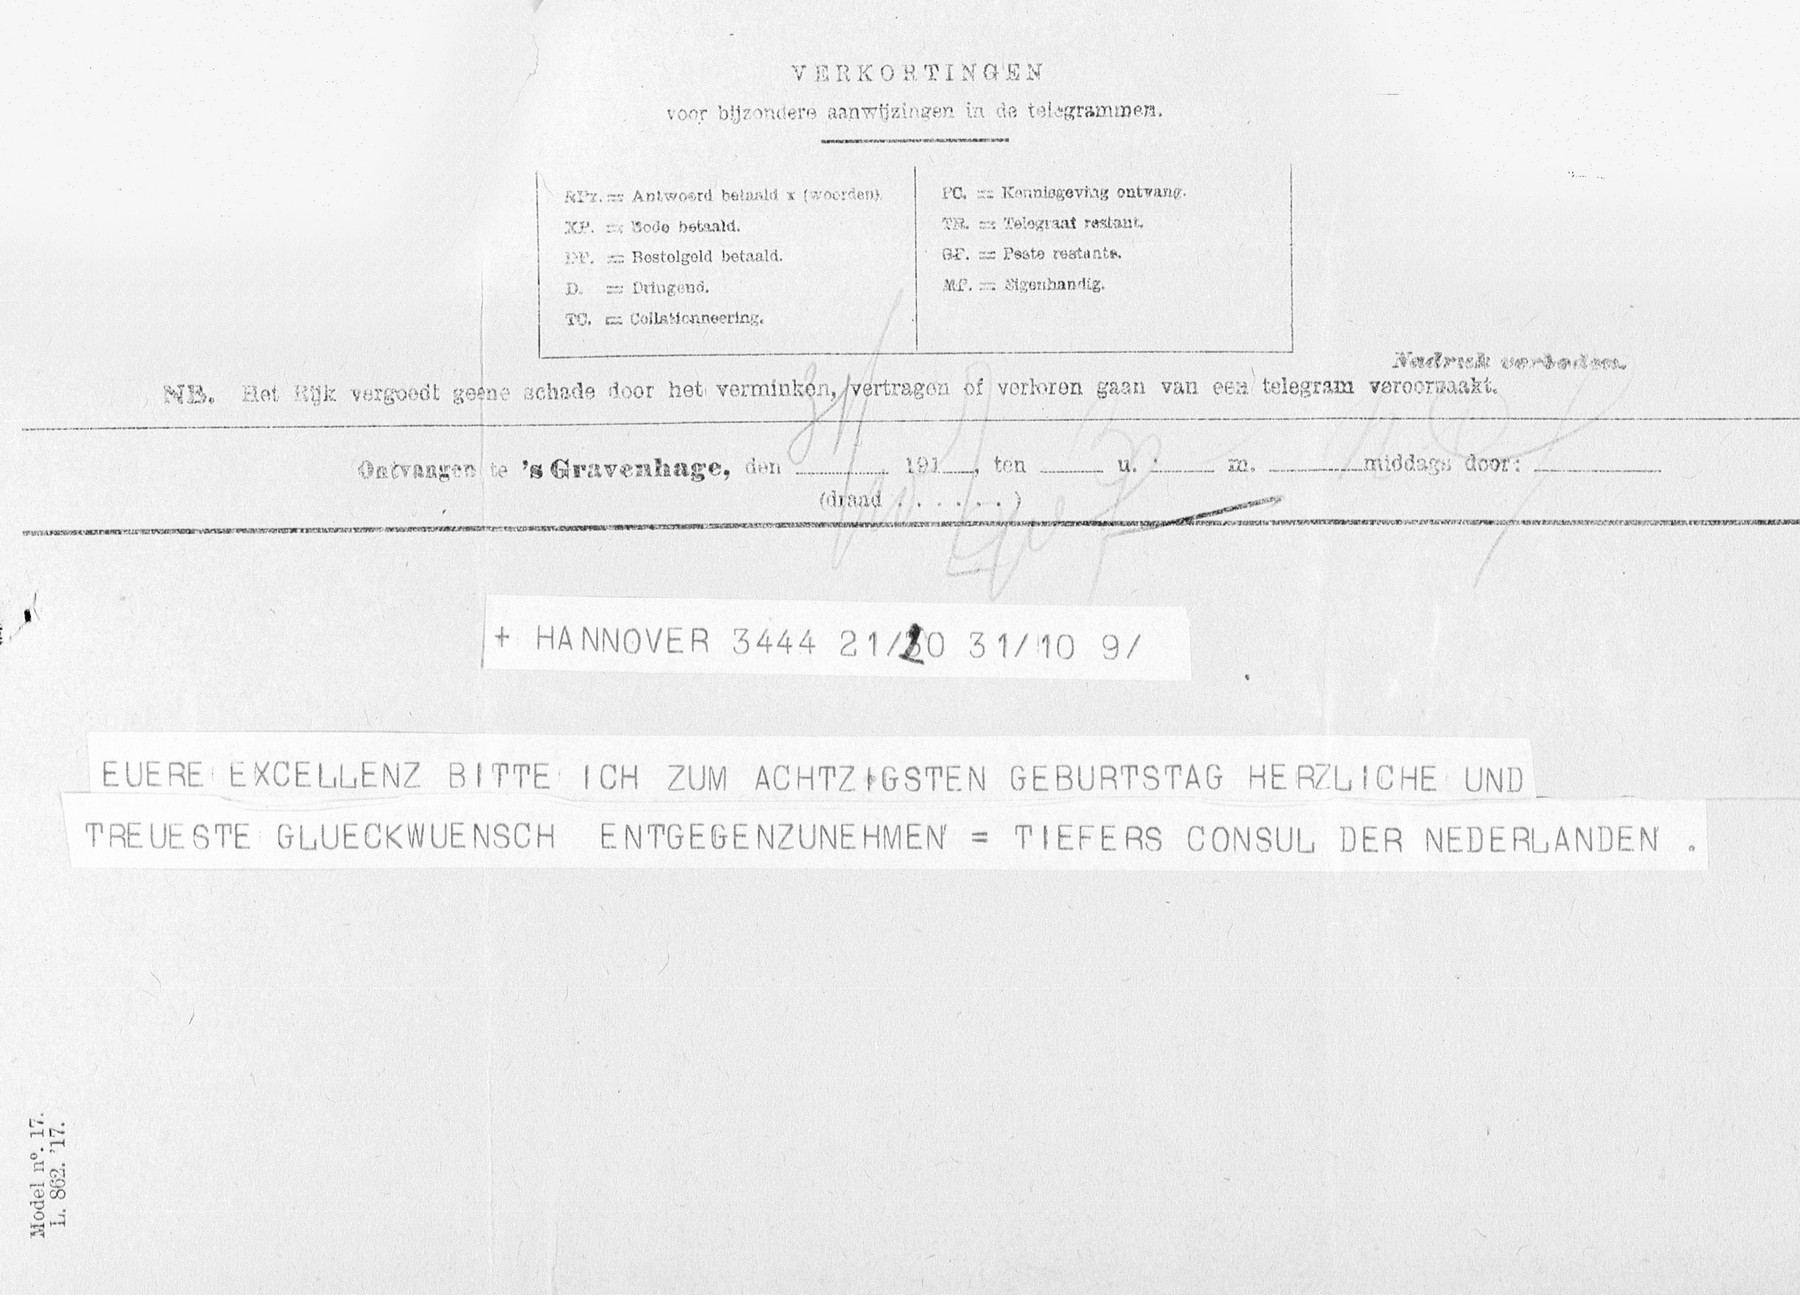 VERKORTINGEN
voor bijzondere aanwijzingen in de telegrammen.
RPx. = Antwoord betaald x (woorden).
XP. = Bode betaald.
PP. = Bestelgeld betaald.
D. = Dringend.
TC. = Collationneering.
PC. = Kennisgeving ontvang.
TR. = Telegraaf restant.
GP. = Poste restante.
MP. = Eigenhandig.
Nadruk verboden.
NB. Het Rijk vergoedt geene schade door het verminken, vertragen of verloren gaan van een telegram veroorzaakt.
Ontvangen te 's Gravenhage, den 191 , ten u. m. middags door:
(draad . . . . . . )
+ HANNOVER 3444 21/20 31/10 9/
EUERE EXCELLENZ BITTE ICH ZUM ACHTZIGSTEN GEBURTSTAG HERZLICHE UND
TREUESTE GLUECKWUENSCH ENTGEGENZUNEHMEN = TIEFERS CONSUL DER NEDERLANDEN .
Model nº. 17.
L. 862. '17.